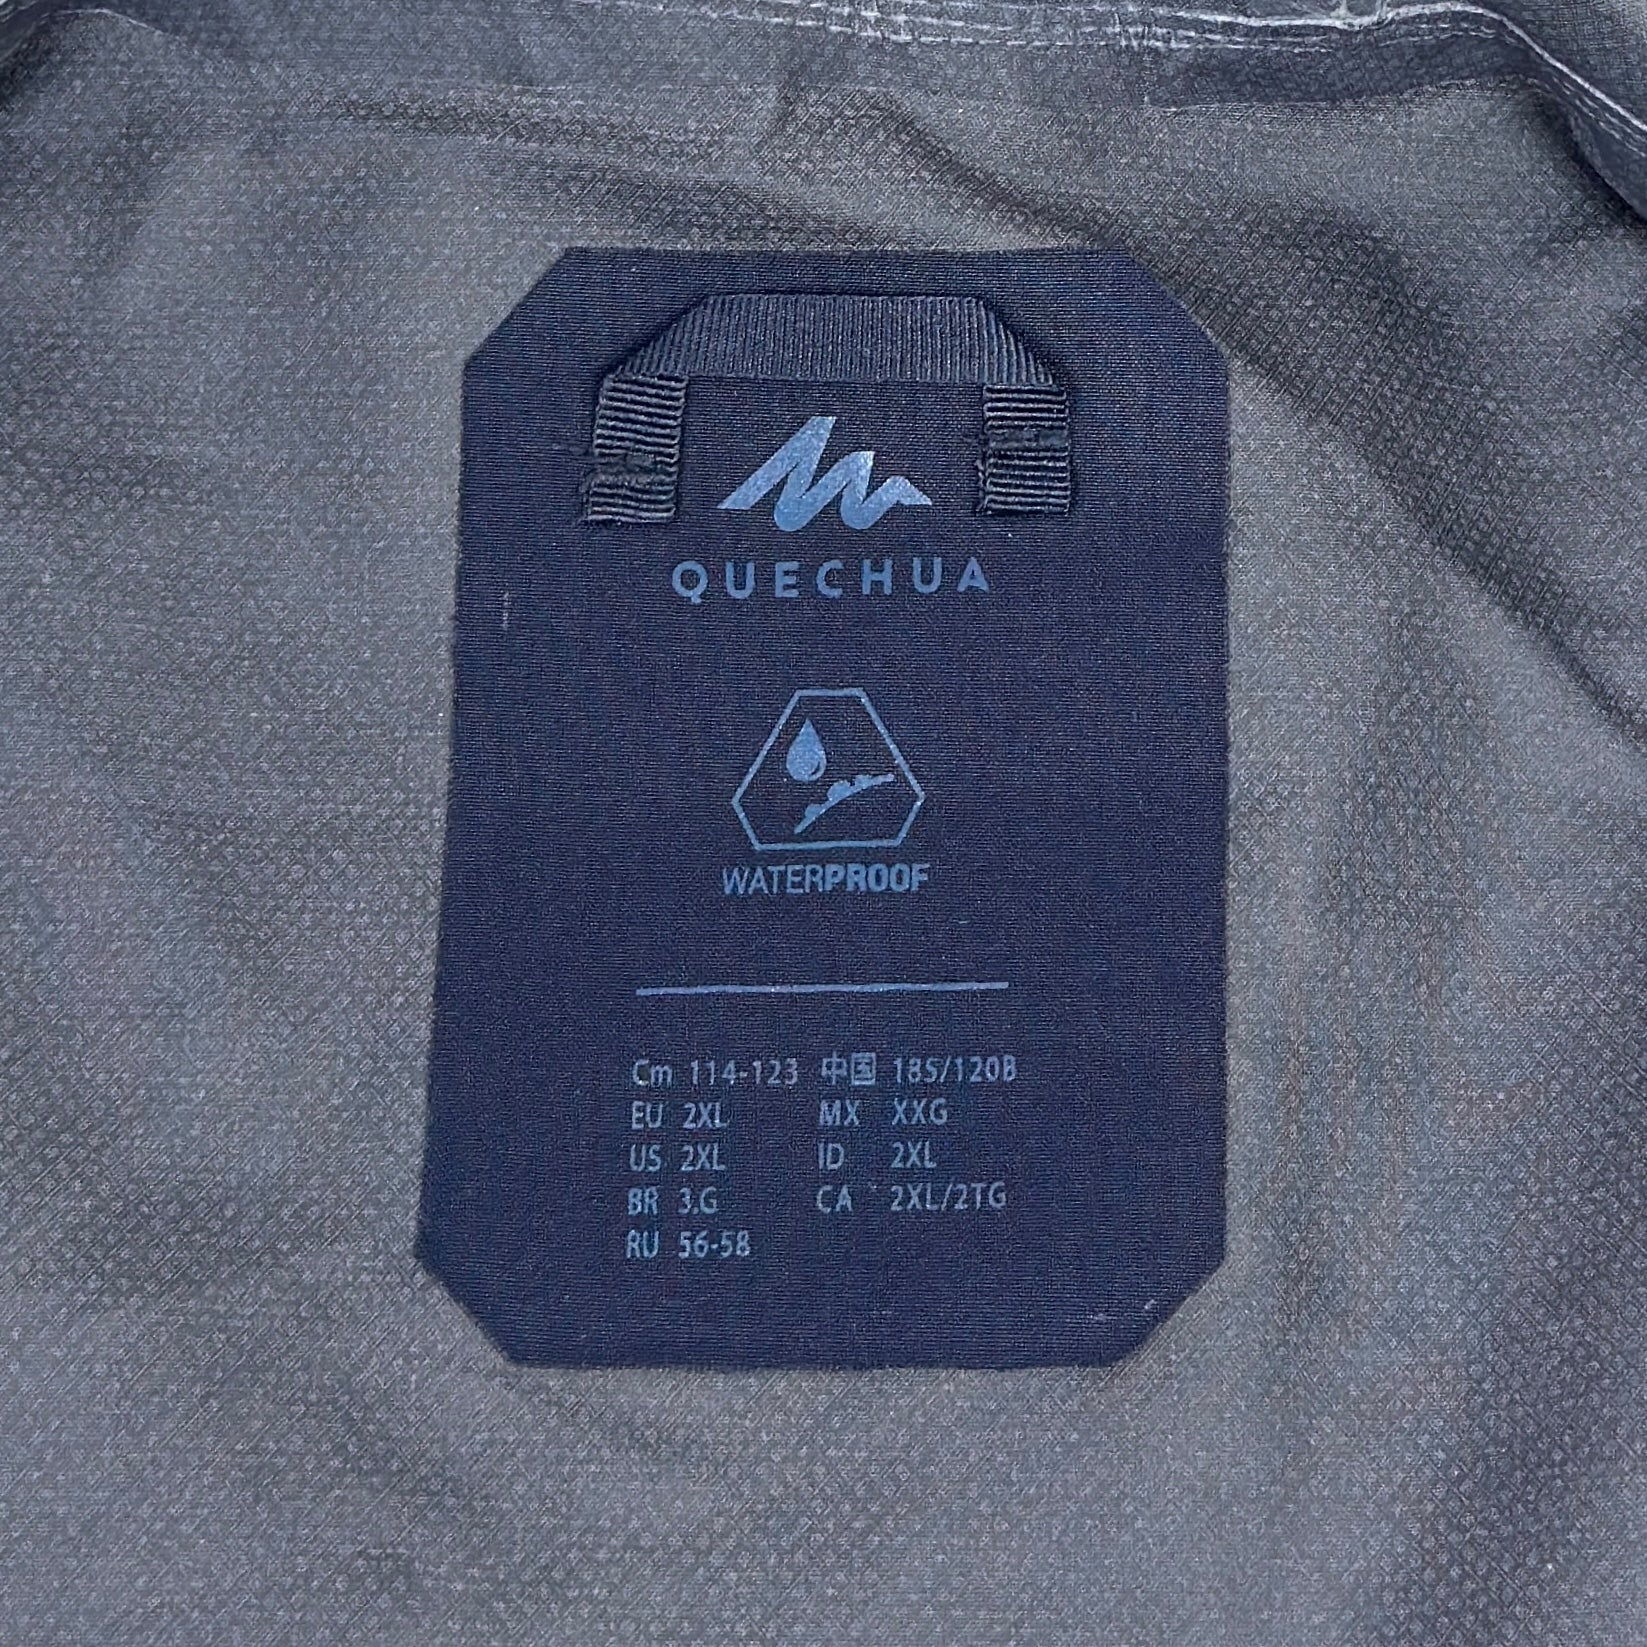 QUECHUA
WATERPROOF
Cm 114-123 中国 185/120B
EU 2XL MX XXG
US 2XL ID 2XL
BR 3.G CA 2XL/2TG
RU 56-58